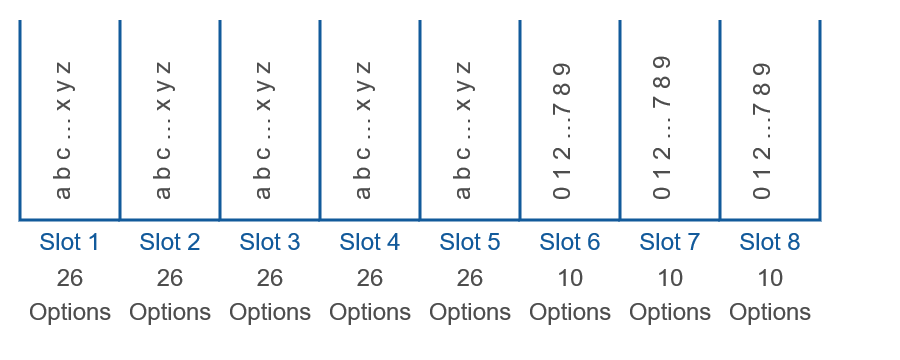 a b c ... x y z
a b c ... x y z
a b c ... x y z
a b c ... x y z
a b c ... x y z
0 1 2 ...7 8 9
0 1 2 ... 7 8 9
0 1 2 ...7 8 9
Slot 1 Slot 2 Slot 3 Slot 4 Slot 5 Slot 6 Slot 7 Slot 8
26 26 26 26 26 10 10 10
Options Options Options Options Options Options Options Options